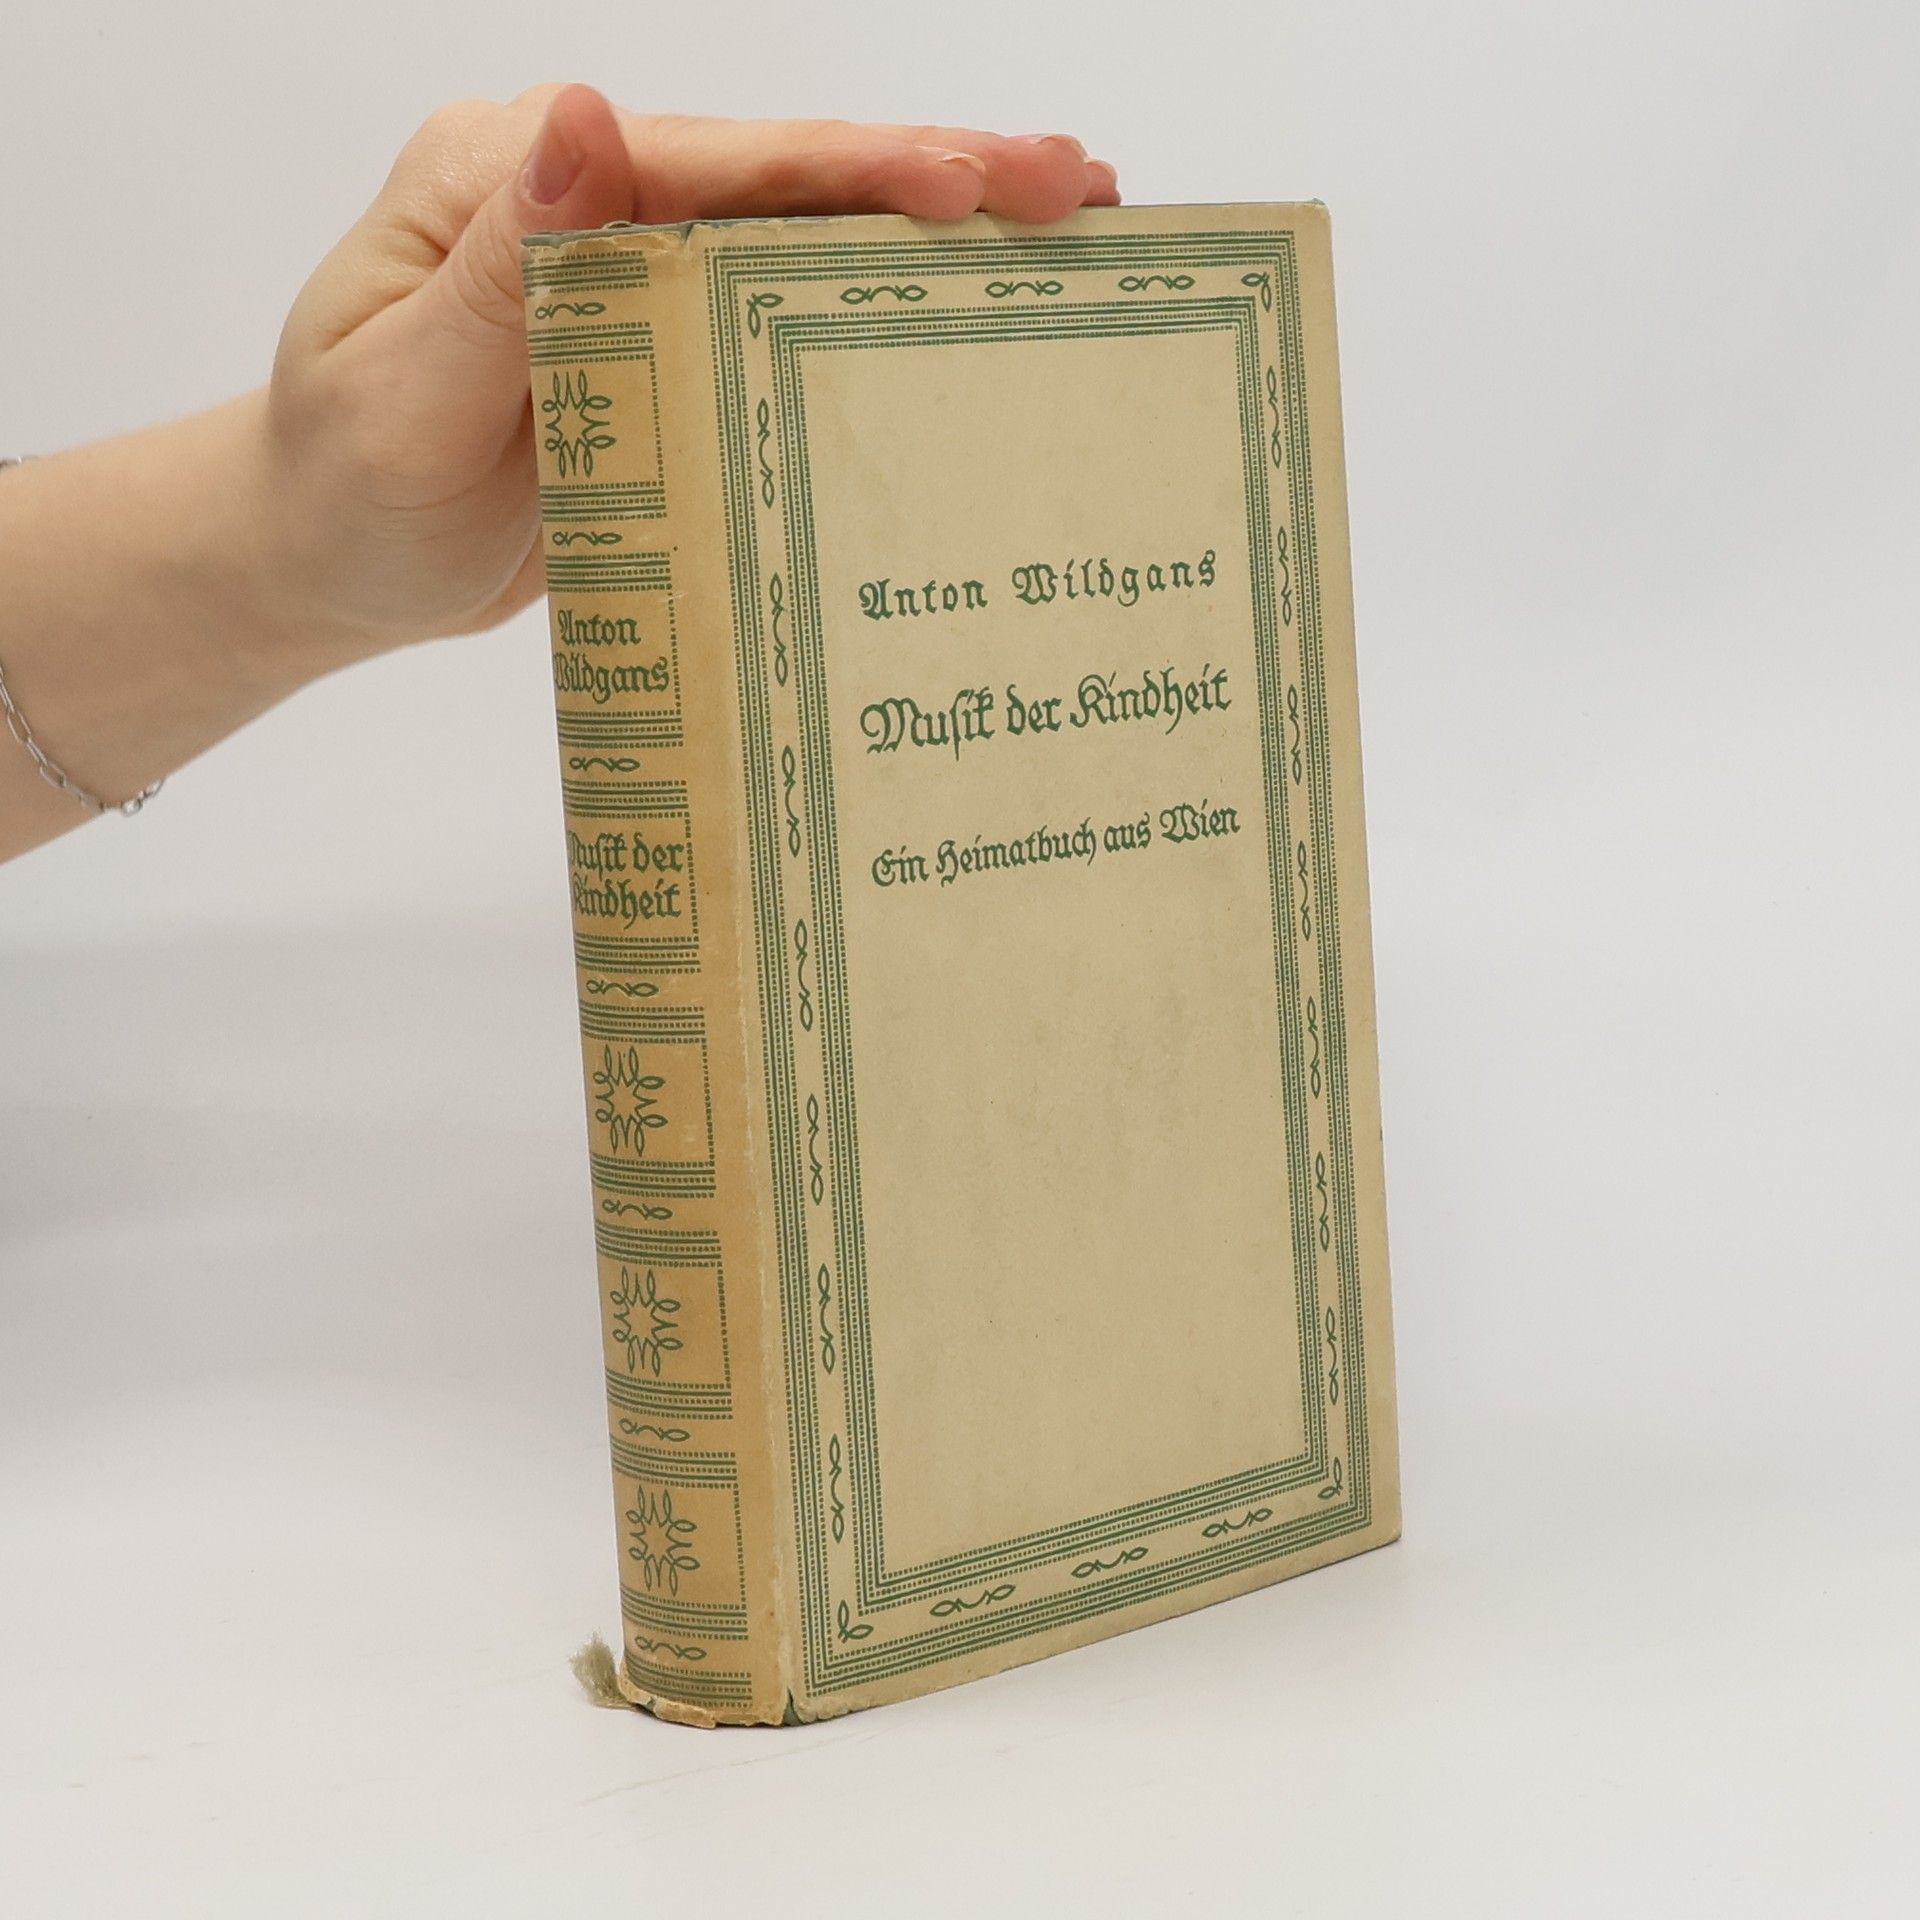 Anton Wildgans
Muſik der Kindheit
Ein Heimatbuch aus Wien
Anton
Wildgans
Muſik der
Kindheit